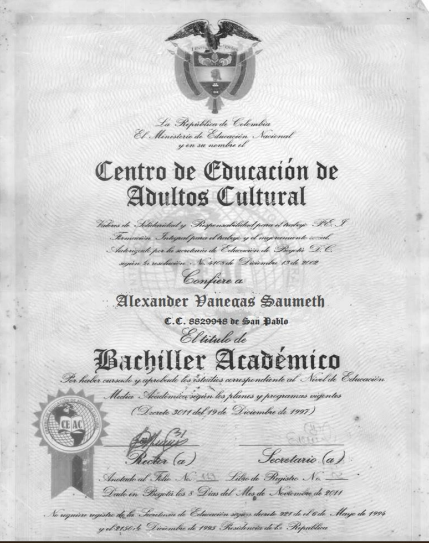 La República de Colombia
El Ministerio de Educación Nacional
y en su nombre el
Centro de Educación de
Adultos Cultural
Valores de Solidaridad y Responsabilidad para el trabajo
Formación Integral para el trabajo y el mejoramiento social
Autorizado por la secretaria de Educación de Bogotá D.C.
según la resolución No. de Diciembre de 2002
Confiere a
Alexander Vanegas Saumeth
C.C. 8829948 de San Pablo
El título de
Bachiller Académico
Por haber cursado y aprobado los estudios correspondiente al Nivel de Educación
Media Académica según los planes y programas vigentes
(Decreto 3011 del 19 de Diciembre de 1997)
CEAC
Rector (a)
Secretario (a)
Anotado al Folio No. Libro de Registro No.
Dado en Bogotá los 8 Días del Mes de Noviembre de 2011
No requiere registro de la Secretaria de Educación según decreto 921 de el 6 de Mayo de 1994
y el 2150 de Diciembre de 1995 Presidencia de la República